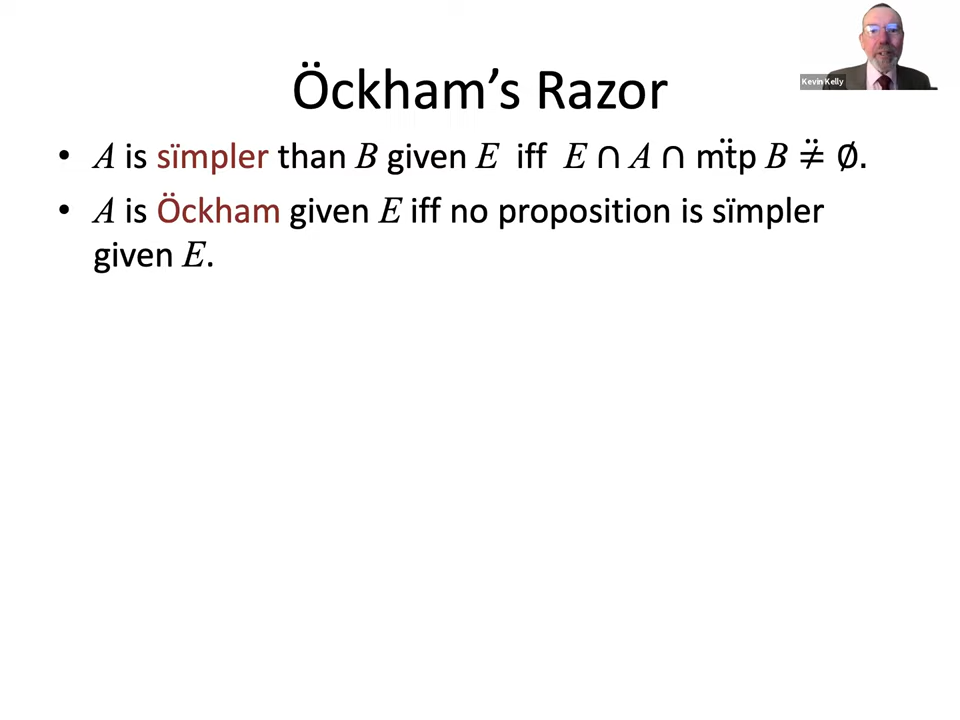 Öckham's Razor
Kevin Kelly
• A is sïmpler than B given E iff E ∩ A ∩ mẗp B ≠̈ ∅.
• A is Öckham given E iff no proposition is sïmpler
given E.